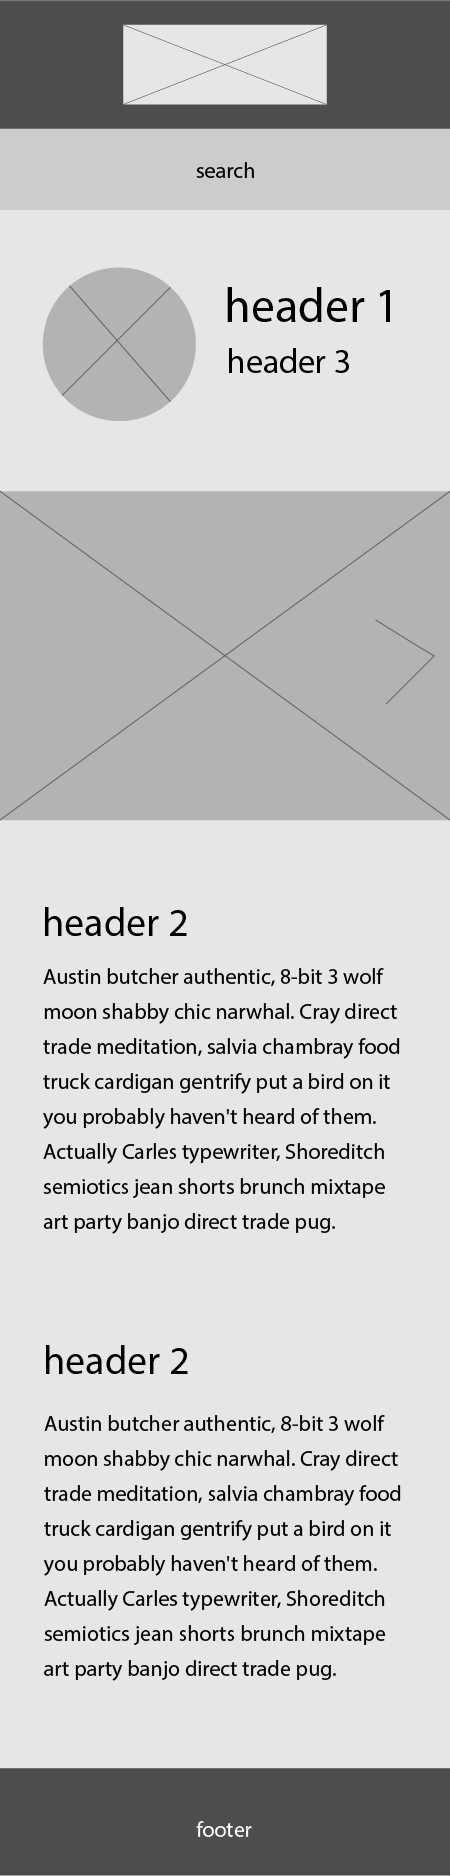 search
header 1
header 3
header 2
Austin butcher authentic, 8-bit 3 wolf
moon shabby chic narwhal. Cray direct
trade meditation, salvia chambray food
truck cardigan gentrify put a bird on it
you probably haven't heard of them.
Actually Carles typewriter, Shoreditch
semiotics jean shorts brunch mixtape
art party banjo direct trade pug.
header 2
Austin butcher authentic, 8-bit 3 wolf
moon shabby chic narwhal. Cray direct
trade meditation, salvia chambray food
truck cardigan gentrify put a bird on it
you probably haven't heard of them.
Actually Carles typewriter, Shoreditch
semiotics jean shorts brunch mixtape
art party banjo direct trade pug.
footer